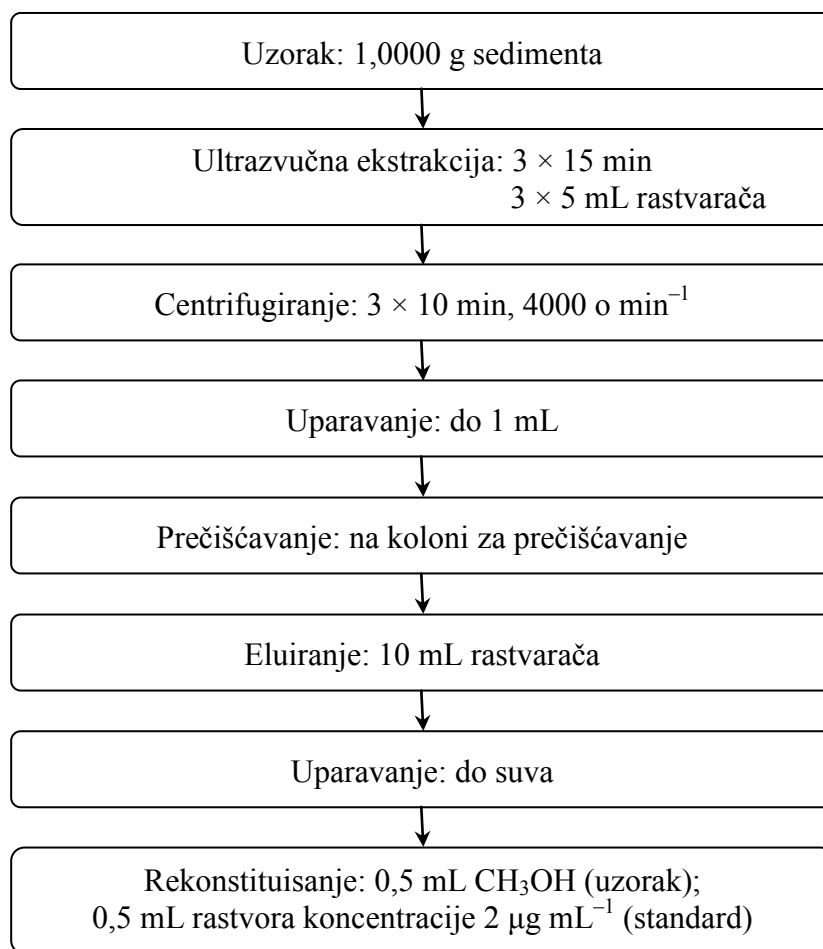 Uzorak: 1,0000 g sedimenta
Ultrazvučna ekstrakcija: 3 × 15 min
3 × 5 mL rastvarača
Centrifugiranje: 3 × 10 min, 4000 o min⁻¹
Uparavanje: do 1 mL
Prečišćavanje: na koloni za prečišćavanje
Eluiranje: 10 mL rastvarača
Uparavanje: do suva
Rekonstituisanje: 0,5 mL CH₃OH (uzorak);
0,5 mL rastvora koncentracije 2 μg mL⁻¹ (standard)